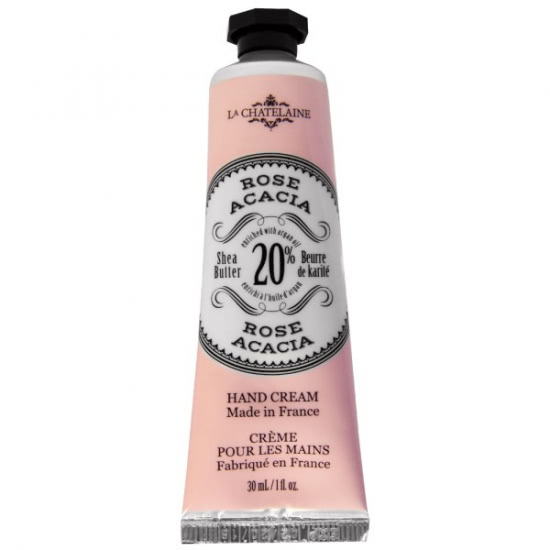 LA CHATELAINE
ROSE
ACACIA
enriched with argan oil
Shea
Butter
20%
Beurre
de karité
enrichi à l'huile d'argan
ROSE
ACACIA
HAND CREAM
Made in France
CRÈME
POUR LES MAINS
Fabriqué en France
30 mL / 1 fl. oz.